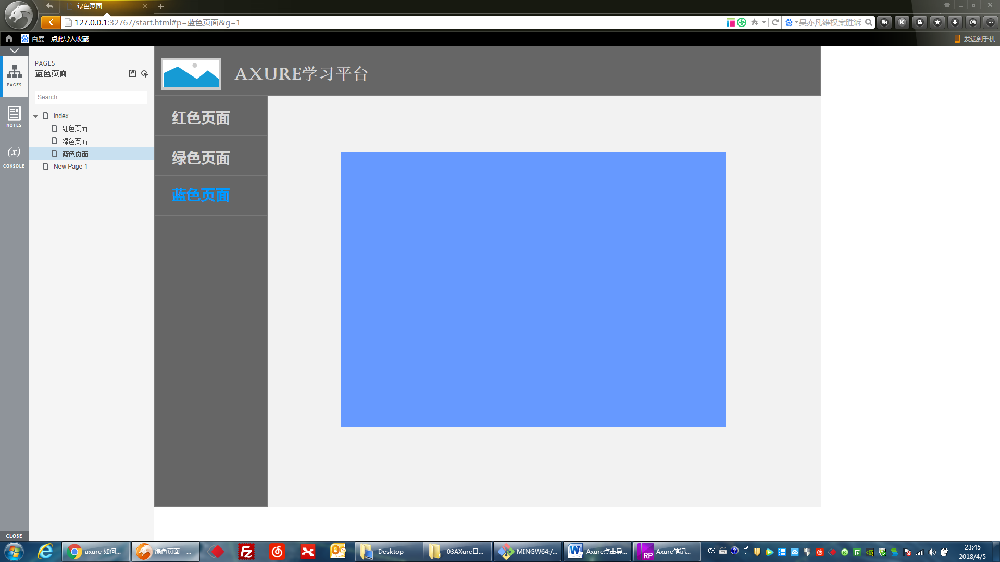 绿色页面
127.0.0.1:32767/start.html#p=蓝色页面&g=1
吴亦凡维权案胜诉
百度 点此导入收藏
发送到手机
PAGES
蓝色页面
PAGES
Search
NOTES
index
红色页面
绿色页面
蓝色页面
New Page 1
(x)
CONSOLE
AXURE学习平台
红色页面
绿色页面
蓝色页面
CLOSE
axure 如何...
绿色页面 - ...
Desktop
03AXure日...
MINGW64:/...
Axure点击导...
Axure笔记...
CH
23:45
2018/4/5